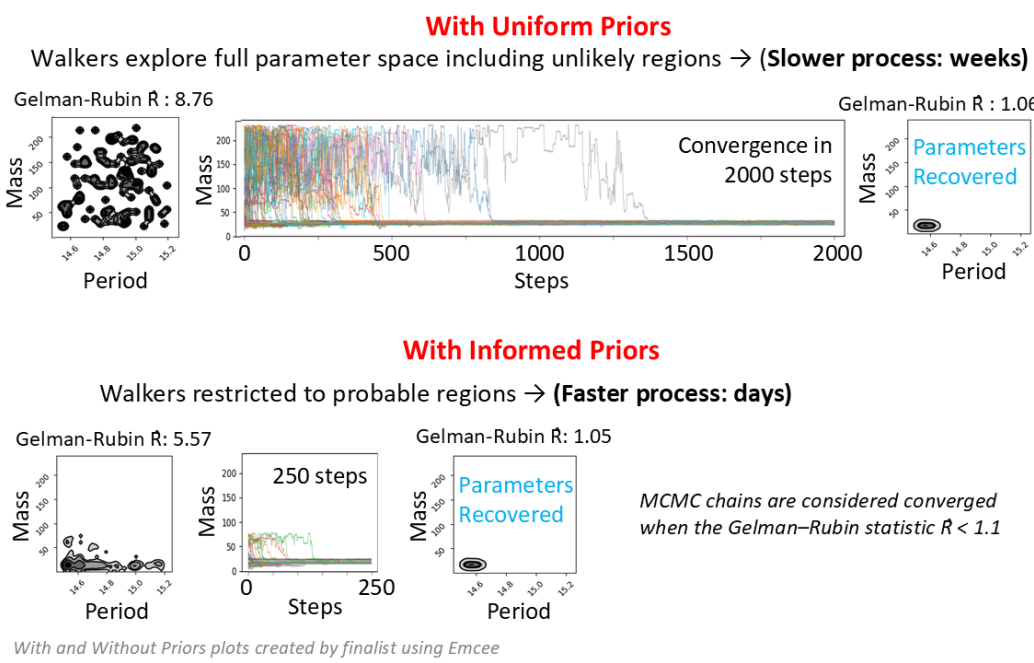 With Uniform Priors
Walkers explore full parameter space including unlikely regions → (Slower process: weeks)
Gelman-Rubin R̂ : 8.76
Gelman-Rubin R̂ : 1.06
Mass
200
150
100
50
14.6
14.8
15.0
15.2
Period
Mass
200
150
100
50
0
Convergence in
2000 steps
0
500
1000
1500
2000
Steps
Mass
200
150
100
50
Parameters
Recovered
14.6
14.8
15.0
15.2
Period
With Informed Priors
Walkers restricted to probable regions → (Faster process: days)
Gelman-Rubin R̂: 5.57
Gelman-Rubin R̂: 1.05
Mass
200
150
100
50
14.6
14.8
15.0
15.2
Period
Mass
200
150
100
50
0
250 steps
0
250
Steps
Mass
200
150
100
50
Parameters
Recovered
14.6
14.8
15.0
15.2
Period
MCMC chains are considered converged
when the Gelman–Rubin statistic R̂ < 1.1
With and Without Priors plots created by finalist using Emcee